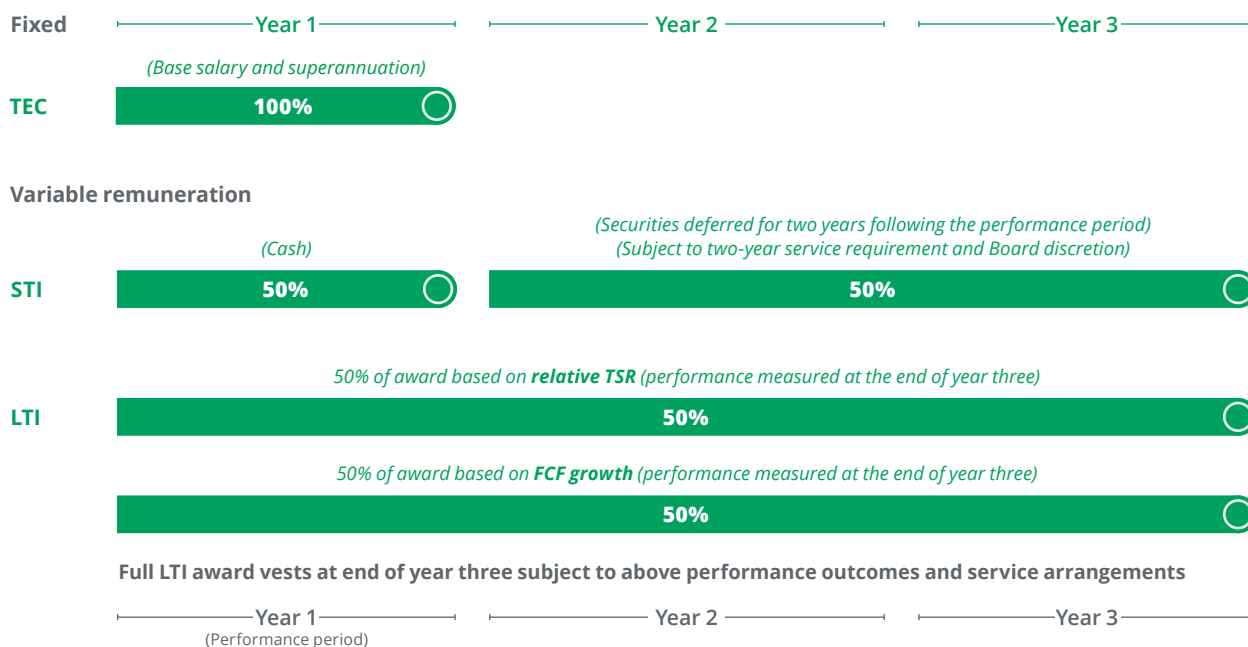 Fixed
Year 1
Year 2
Year 3
(Base salary and superannuation)
TEC
100%
Variable remuneration
(Securities deferred for two years following the performance period)
(Cash)
(Subject to two-year service requirement and Board discretion)
STI
50%
50%
50% of award based on relative TSR (performance measured at the end of year three)
LTI
50%
50% of award based on FCF growth (performance measured at the end of year three)
50%
Full LTI award vests at end of year three subject to above performance outcomes and service arrangements
Year 1
Year 2
Year 3
(Performance period)